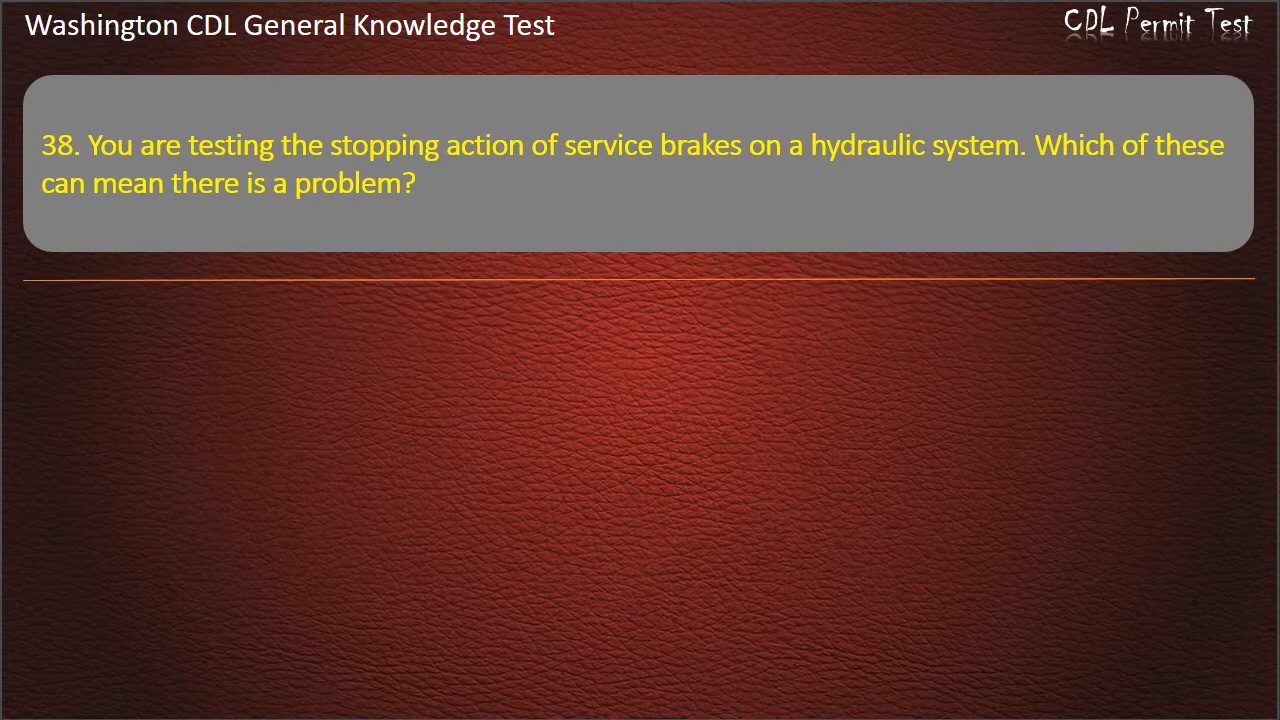 Washington CDL General Knowledge Test
CDL Permit Test
38. You are testing the stopping action of service brakes on a hydraulic system. Which of these
can mean there is a problem?